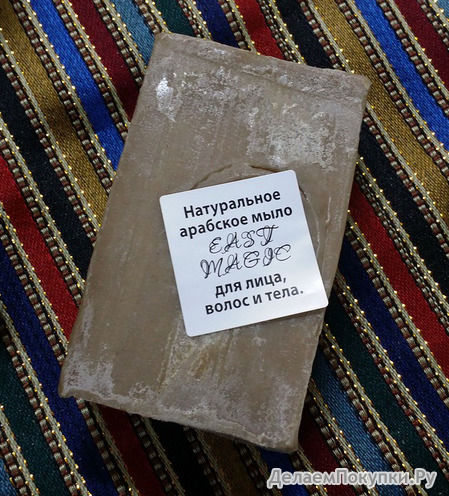 Натуральное
арабское мыло
EAST
MAGIC
для лица,
волос и тела.
ДелаемПокупки.Ру